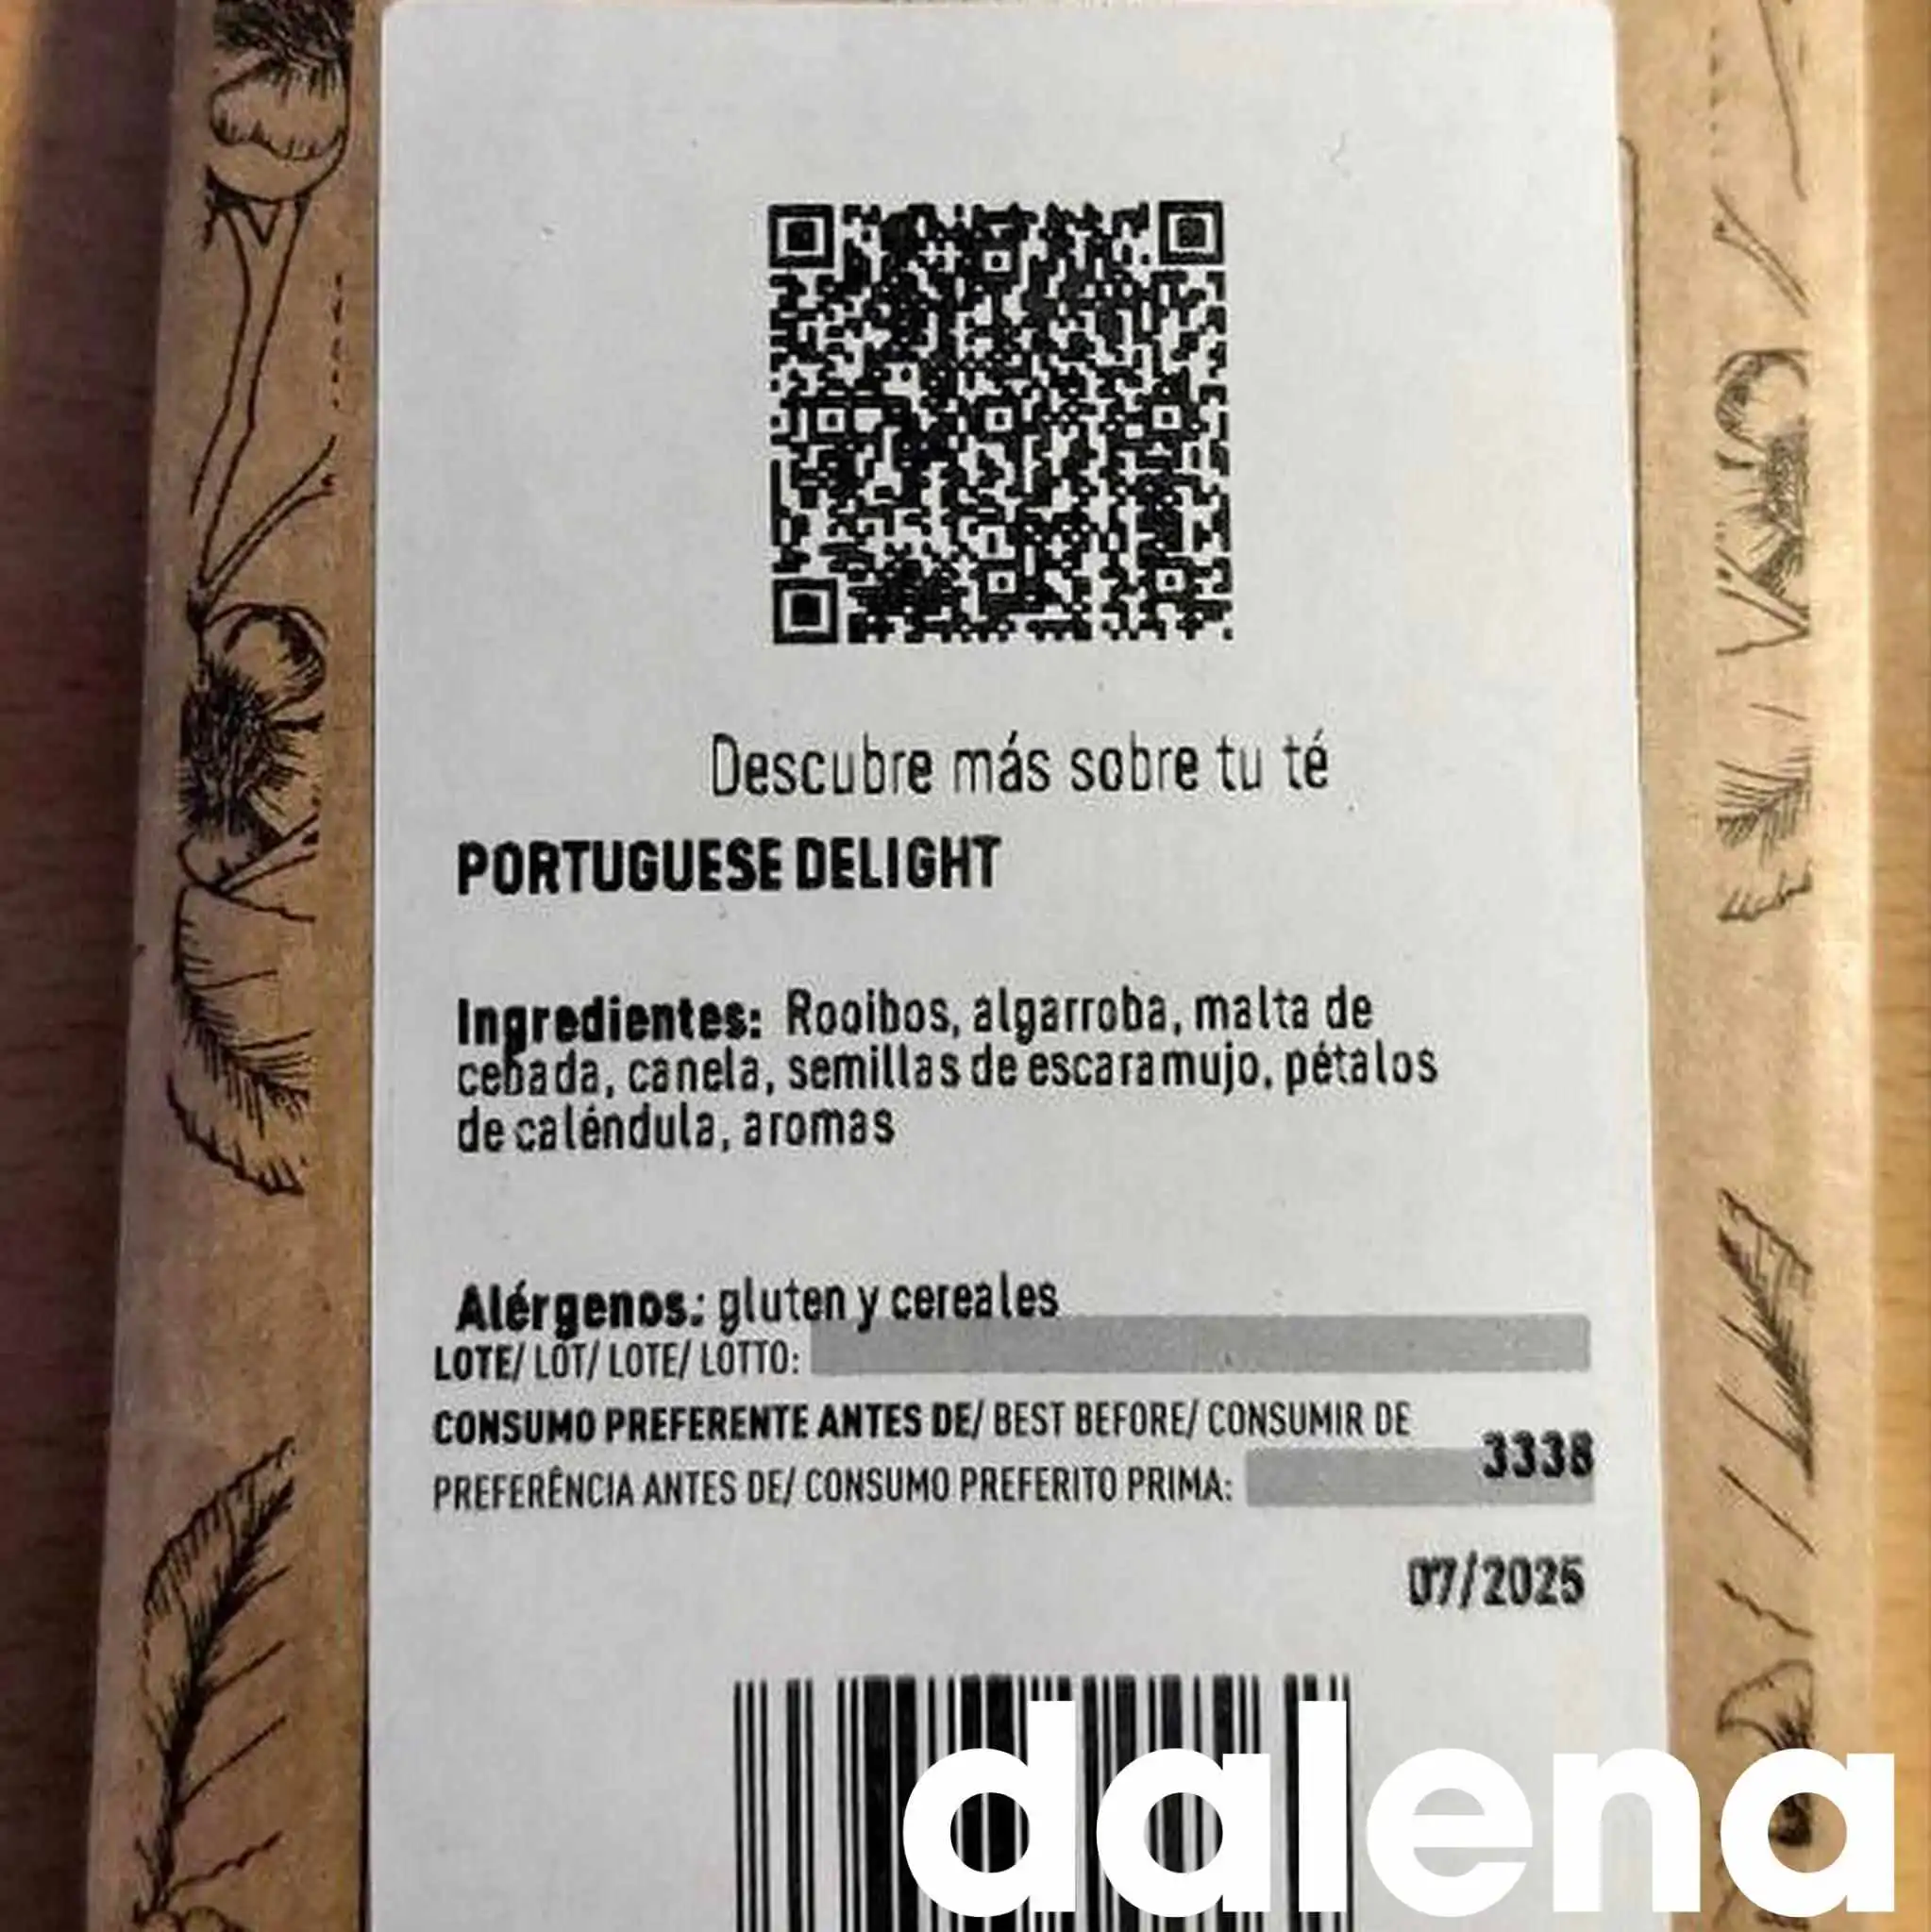 Descubre más sobre tu té
PORTUGUESE DELIGHT
Ingredientes: Rooibos, algarroba, malta de
cebada, canela, semillas de escaramujo, pétalos
de caléndula, aromas
Alérgenos: gluten y cereales
LOTE/ LOT/ LOTE/ LOTTO:
CONSUMO PREFERENTE ANTES DE/ BEST BEFORE/ CONSUMIR DE
3338
PREFERÊNCIA ANTES DE/ CONSUMO PREFERITO PRIMA:
07/2025
dalena